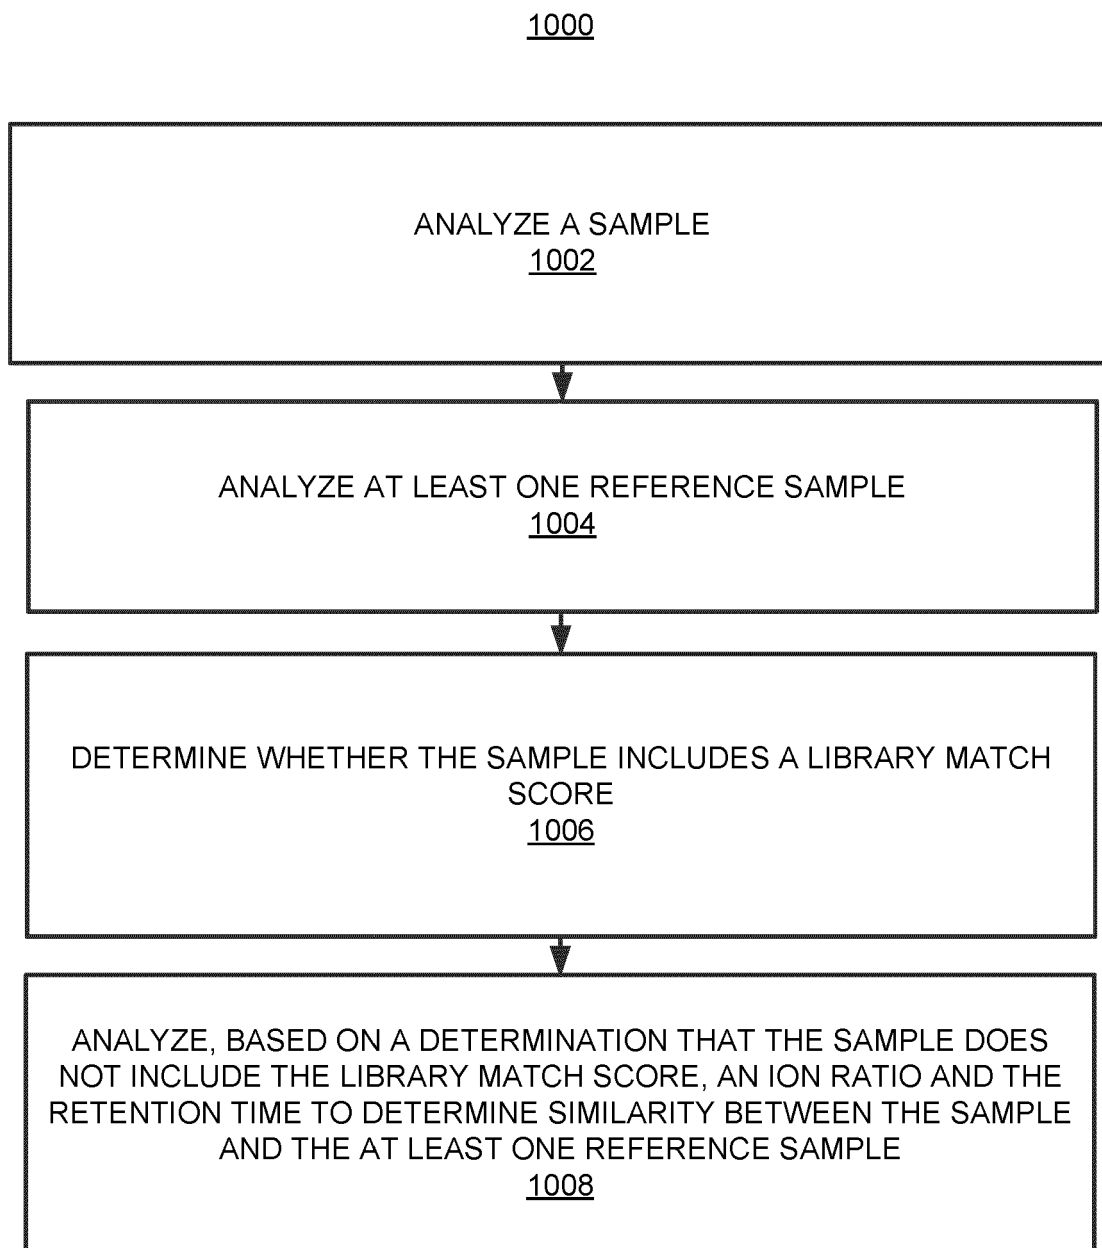 1000
ANALYZE A SAMPLE
1002
ANALYZE AT LEAST ONE REFERENCE SAMPLE
1004
DETERMINE WHETHER THE SAMPLE INCLUDES A LIBRARY MATCH
SCORE
1006
ANALYZE, BASED ON A DETERMINATION THAT THE SAMPLE DOES
NOT INCLUDE THE LIBRARY MATCH SCORE, AN ION RATIO AND THE
RETENTION TIME TO DETERMINE SIMILARITY BETWEEN THE SAMPLE
AND THE AT LEAST ONE REFERENCE SAMPLE
1008